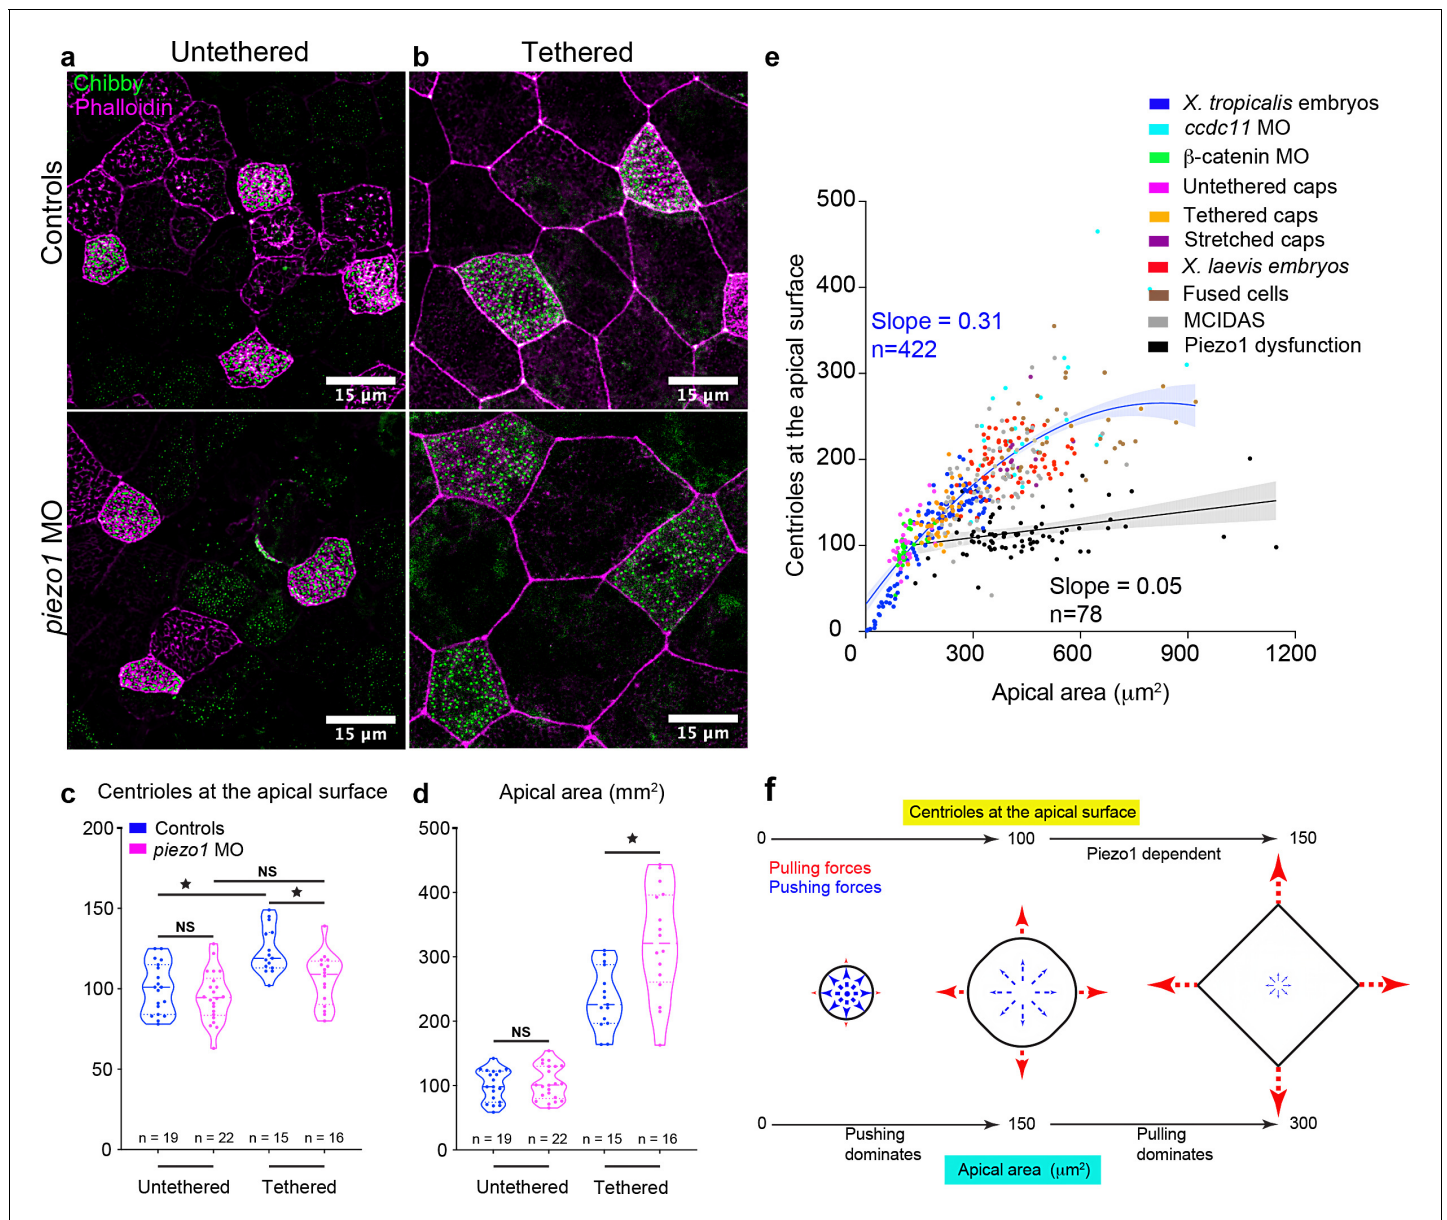 a
Untethered
b
Tethered
Chibby
Phalloidin
Controls
15 µm
15 µm
piezo1 MO
15 µm
15 µm
e
X. tropicalis embryos
ccdc11 MO
β-catenin MO
Untethered caps
Tethered caps
Stretched caps
X. laevis embryos
Fused cells
MCIDAS
Piezo1 dysfunction
Centrioles at the apical surface
500
400
300
200
100
0
Slope = 0.31
n=422
Slope = 0.05
n=78
0 300 600 900 1200
Apical area (µm²)
c
Centrioles at the apical surface
Controls
piezo1 MO
200
150
100
50
0
NS
★
NS
★
n = 19 n = 22 n = 15 n = 16
Untethered Tethered
d
Apical area (mm²)
500
400
300
200
100
0
NS
★
n = 19 n = 22 n = 15 n = 16
Untethered Tethered
f
Centrioles at the apical surface
0 100 150
Piezo1 dependent
Pulling forces
Pushing forces
0 150 300
Pushing
dominates
Pulling
dominates
Apical area (µm²)